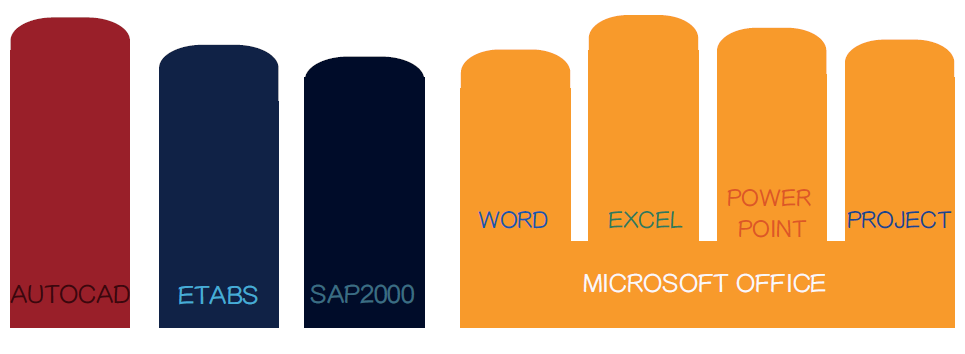 AUTOCAD
ETABS
SAP2000
WORD
EXCEL
POWER
POINT
PROJECT
MICROSOFT OFFICE